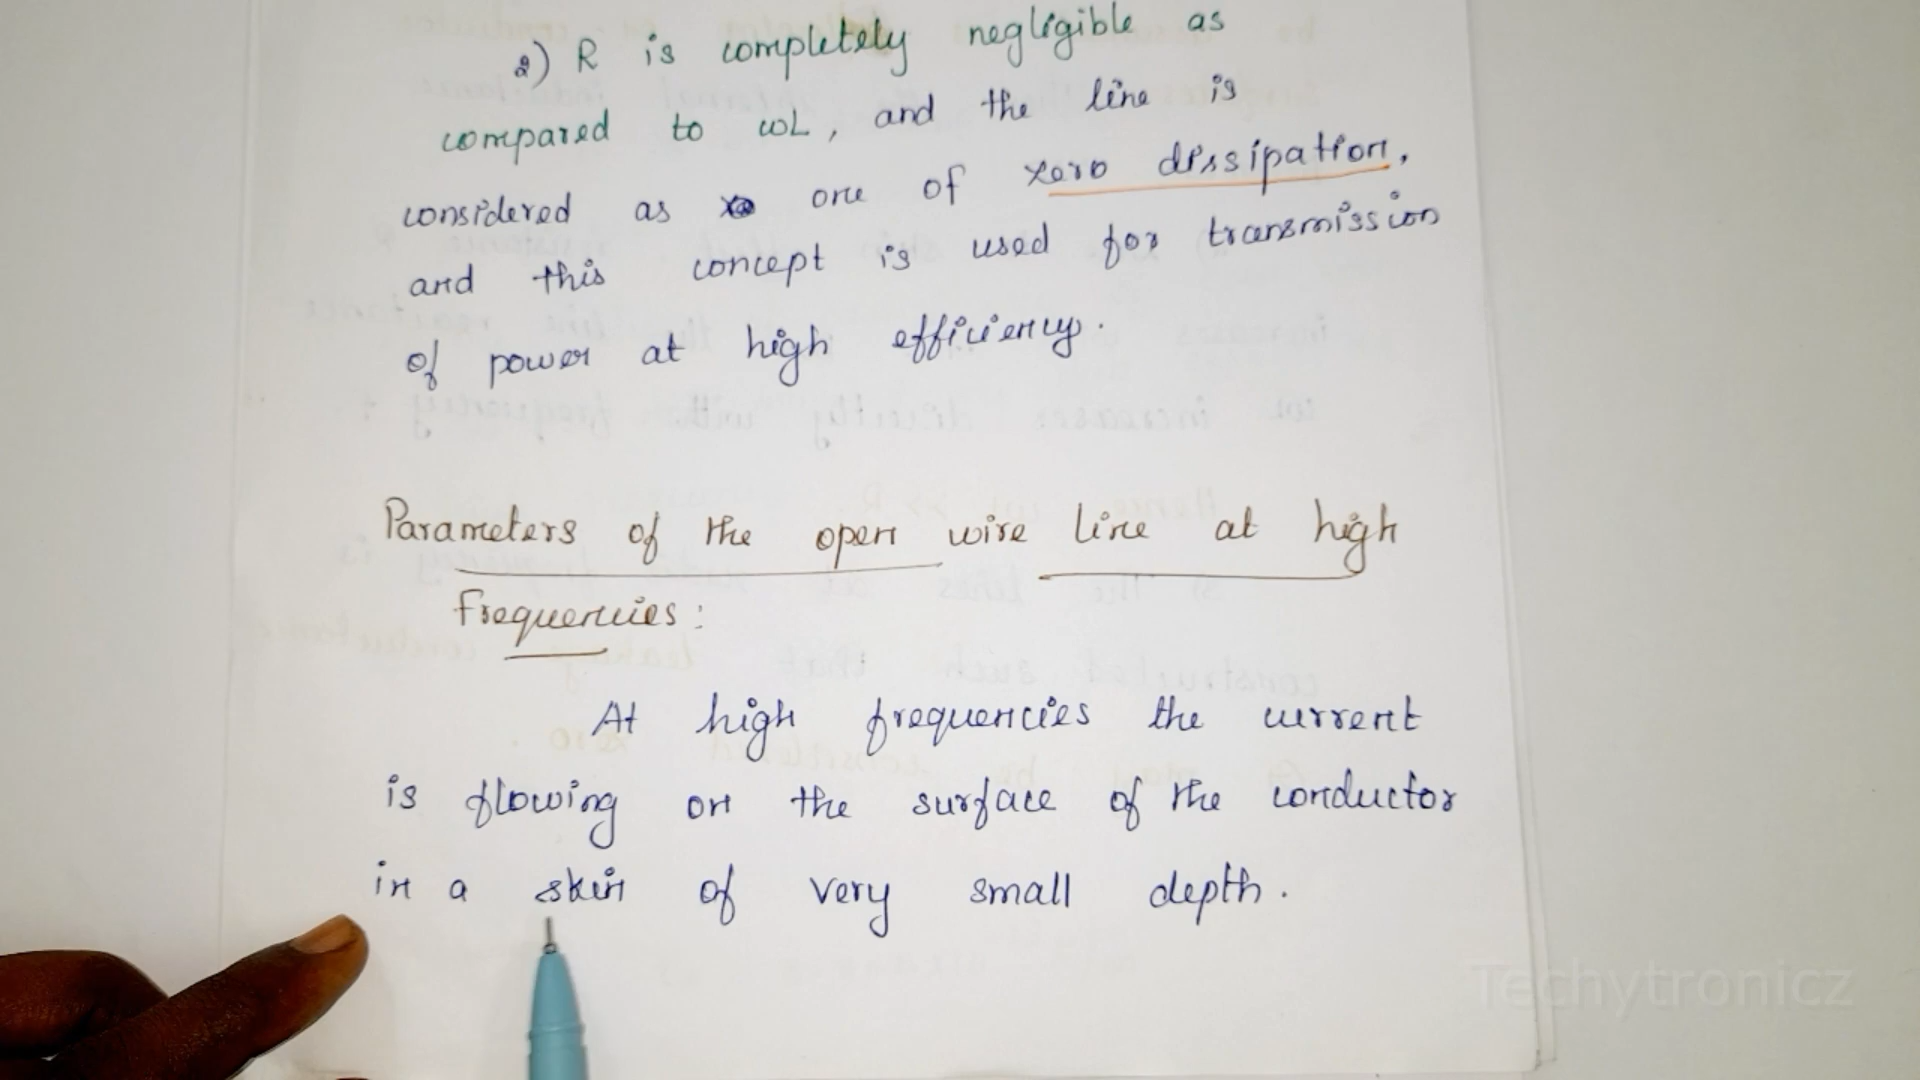 2) R is completely negligible as
compared to ωL, and the line is
considered as one of zero dissipation,
and this concept is used for transmission
of power at high efficiency.
Parameters of the open wire line at high
Frequencies:
At high frequencies the current
is flowing on the surface of the conductor
in a skin of very small depth.
Techytronicz